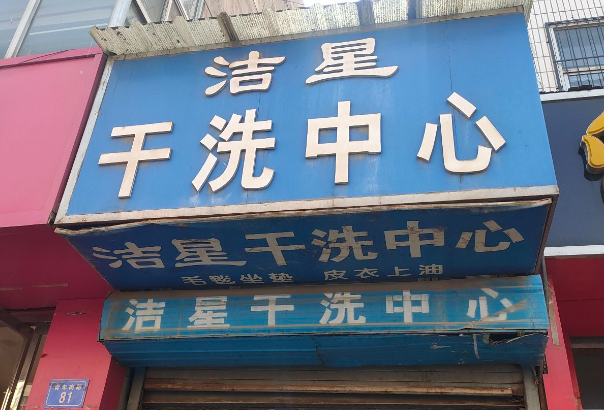 洁星
干洗中心
洁星干洗中心
毛毯坐垫 皮衣上油
洁星干洗中心
81